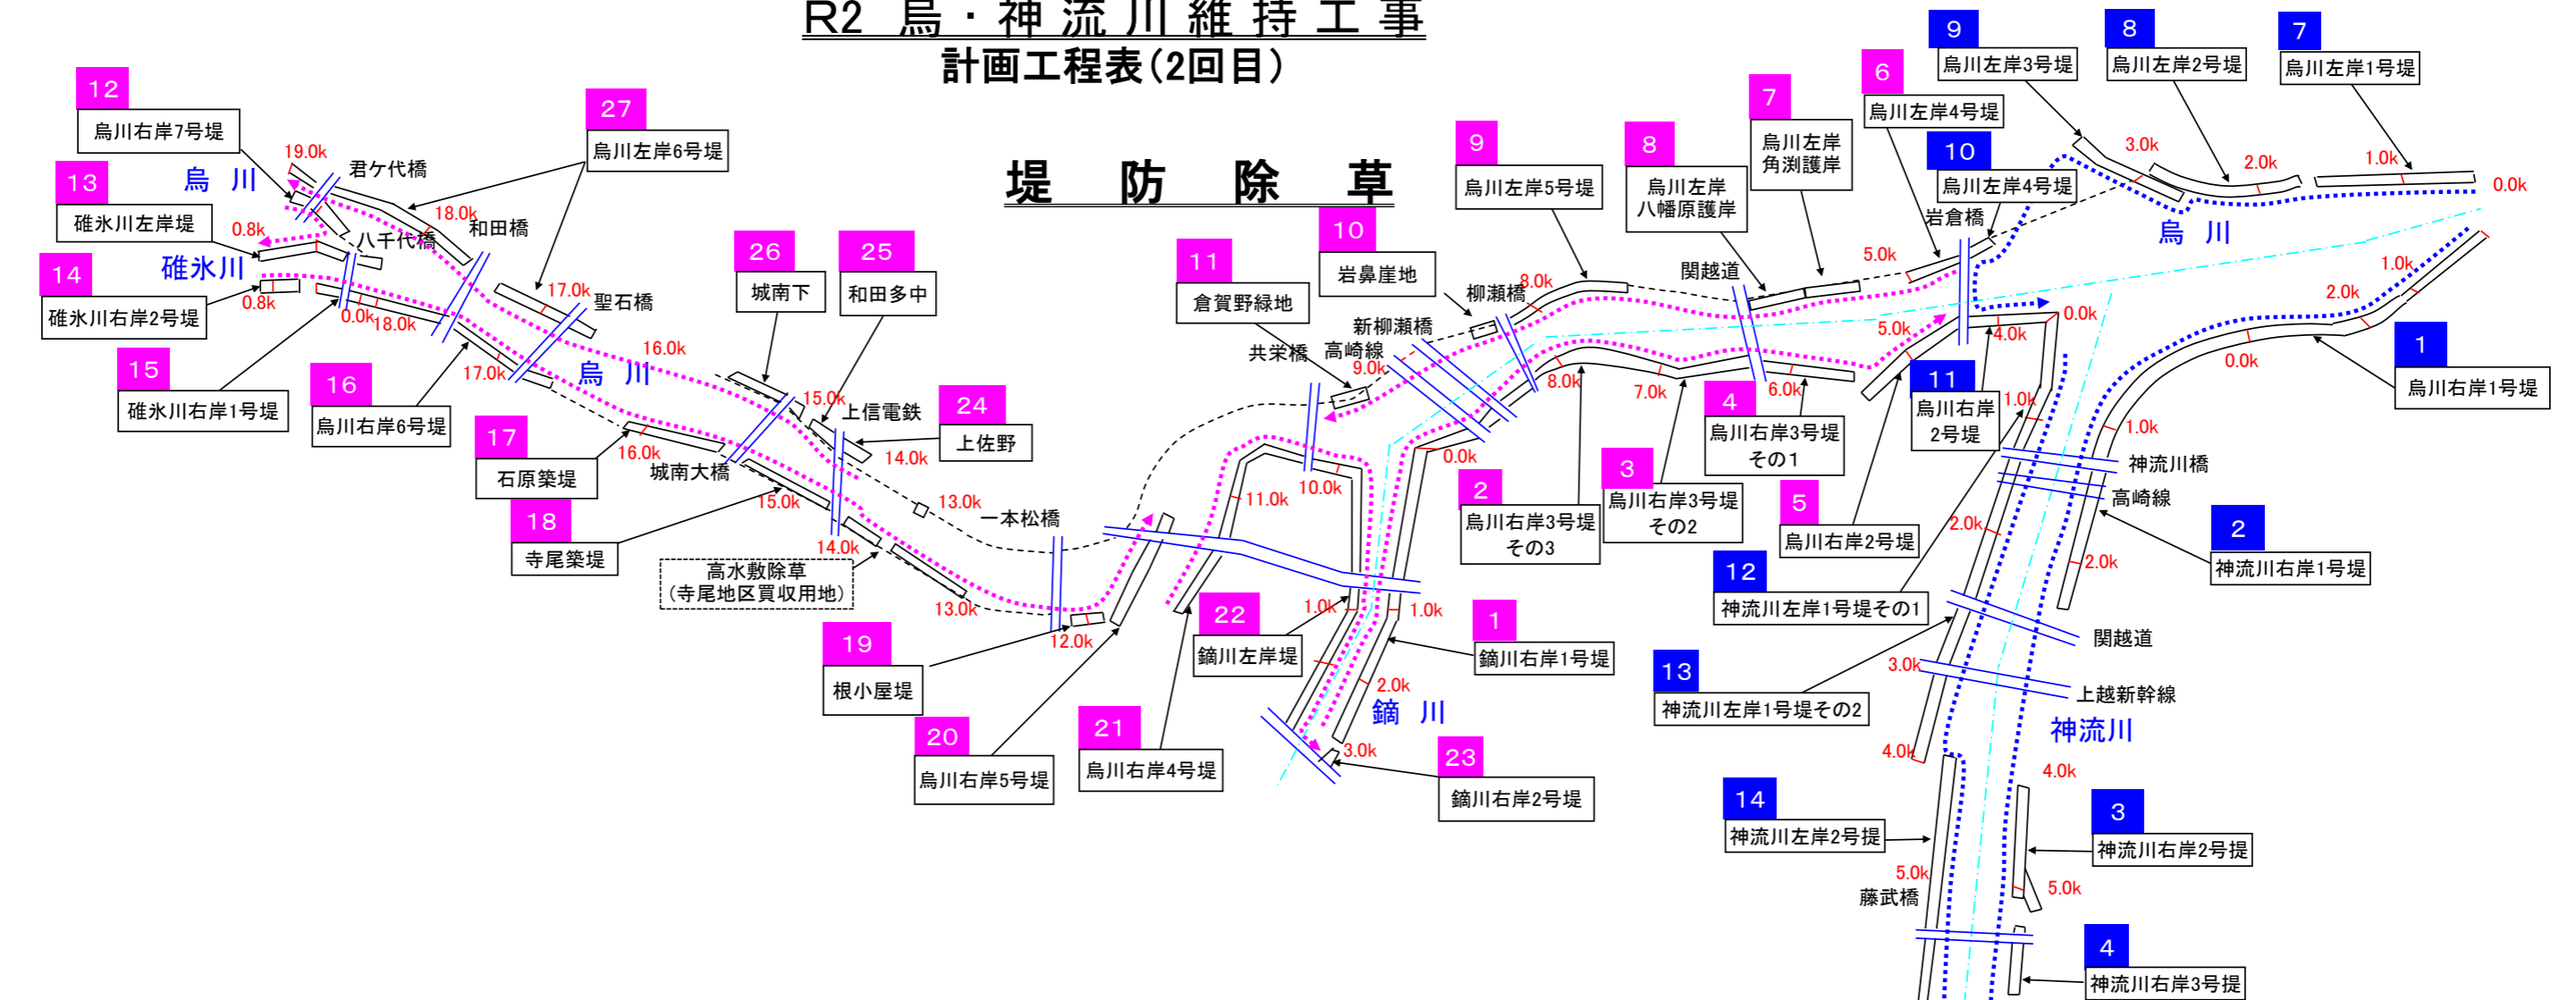 R2 烏・神流川維持工事
計画工程表(2回目)
堤防除草
12
烏川右岸7号堤
13
碓氷川左岸堤
14
碓氷川右岸2号堤
15
碓氷川右岸1号堤
16
烏川右岸6号堤
17
石原築堤
18
寺尾築堤
高水敷除草
(寺尾地区買収用地)
19
根小屋堤
20
烏川右岸5号堤
21
烏川右岸4号堤
22
鏑川左岸堤
23
鏑川右岸2号堤
24
上佐野
25
和田多中
26
城南下
27
烏川左岸6号堤
1
鏑川右岸1号堤
2
烏川右岸3号堤
その3
3
烏川右岸3号堤
その2
4
烏川右岸3号堤
その1
5
烏川右岸2号堤
6
烏川左岸4号堤
7
烏川左岸
角渕護岸
8
烏川左岸
八幡原護岸
9
烏川左岸5号堤
10
岩鼻崖地
11
倉賀野緑地
7
烏川左岸1号堤
8
烏川左岸2号堤
9
烏川左岸3号堤
10
烏川左岸4号堤
11
烏川右岸
2号堤
12
神流川左岸1号堤その1
13
神流川左岸1号堤その2
14
神流川左岸2号提
1
烏川右岸1号堤
2
神流川右岸1号堤
3
神流川右岸2号提
4
神流川右岸3号提
烏川
碓氷川
烏川
鏑川
烏川
神流川
君ケ代橋
八千代橋
和田橋
聖石橋
城南大橋
上信電鉄
一本松橋
共栄橋
高崎線
新柳瀬橋
柳瀬橋
関越道
岩倉橋
神流川橋
高崎線
関越道
上越新幹線
藤武橋
19.0k
0.8k
0.8k
0.0k
18.0k
18.0k
17.0k
17.0k
16.0k
16.0k
15.0k
15.0k
14.0k
14.0k
13.0k
13.0k
12.0k
11.0k
10.0k
9.0k
8.0k
8.0k
7.0k
6.0k
5.0k
5.0k
4.0k
0.0k
1.0k
1.0k
2.0k
3.0k
3.0k
2.0k
1.0k
0.0k
0.0k
1.0k
2.0k
0.0k
1.0k
2.0k
1.0k
2.0k
3.0k
4.0k
4.0k
5.0k
5.0k